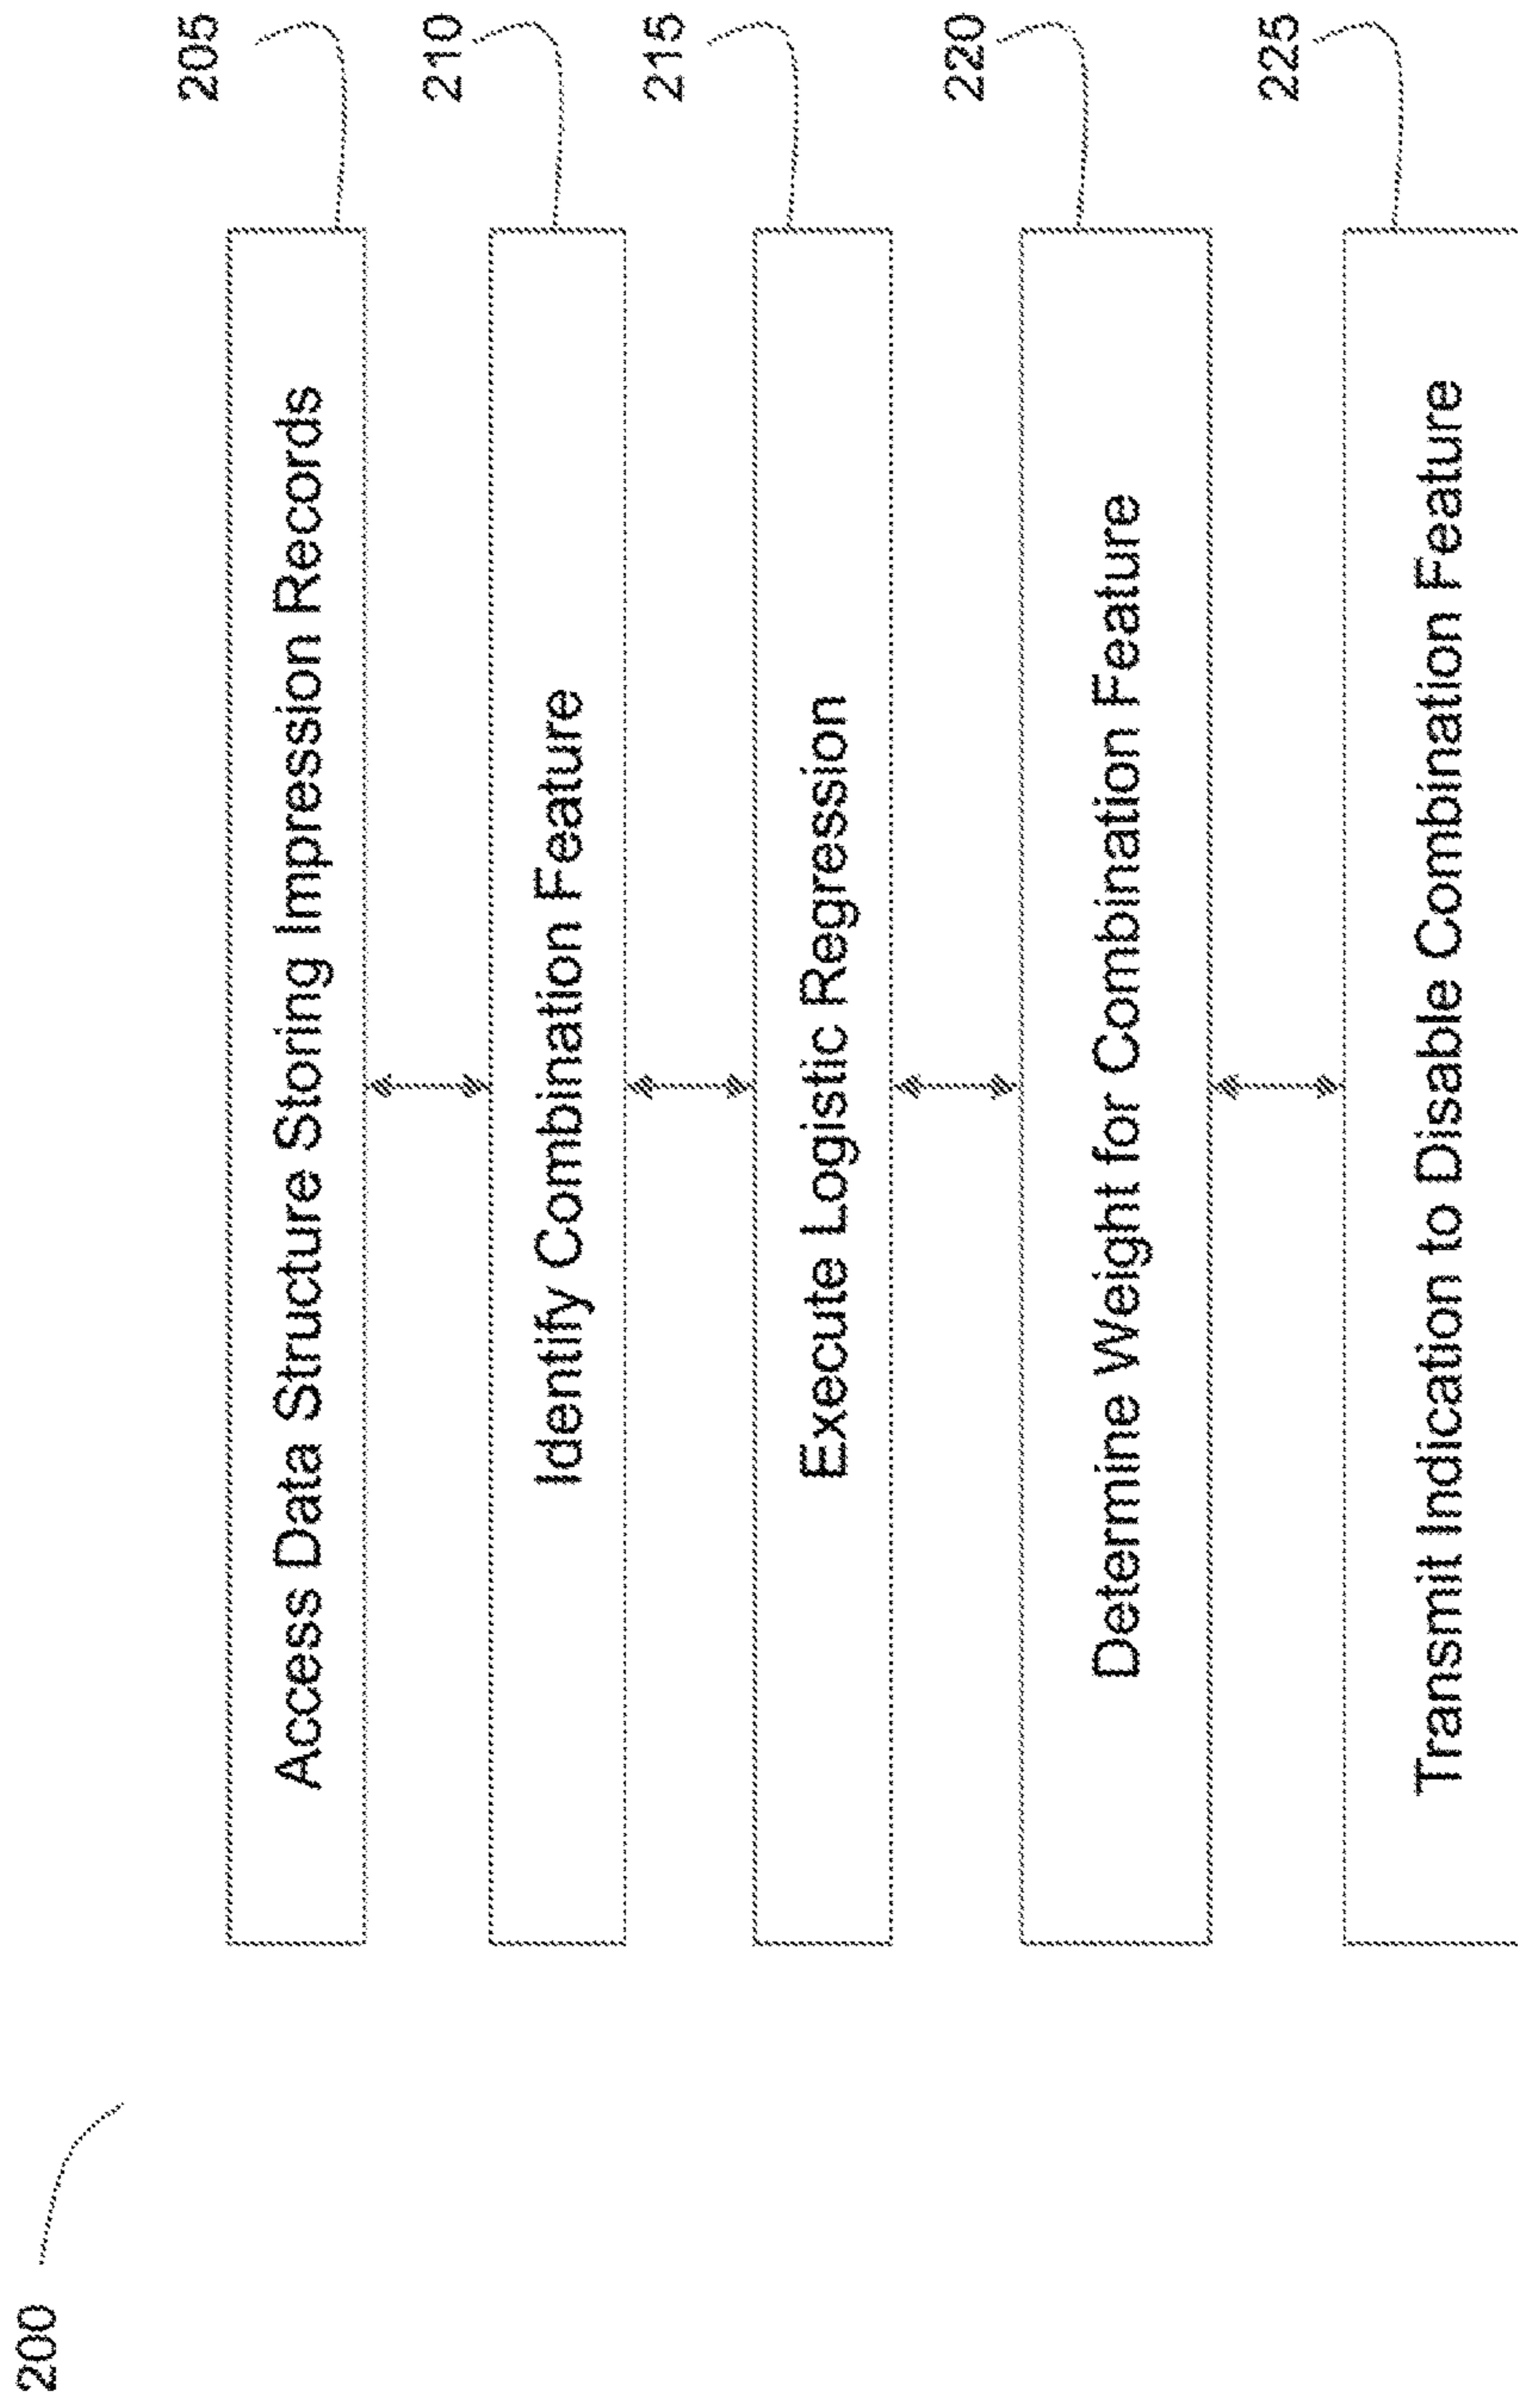 200
Access Data Structure Storing Impression Records
205
Identify Combination Feature
210
Execute Logistic Regression
215
Determine Weight for Combination Feature
220
Transmit Indication to Disable Combination Feature
225